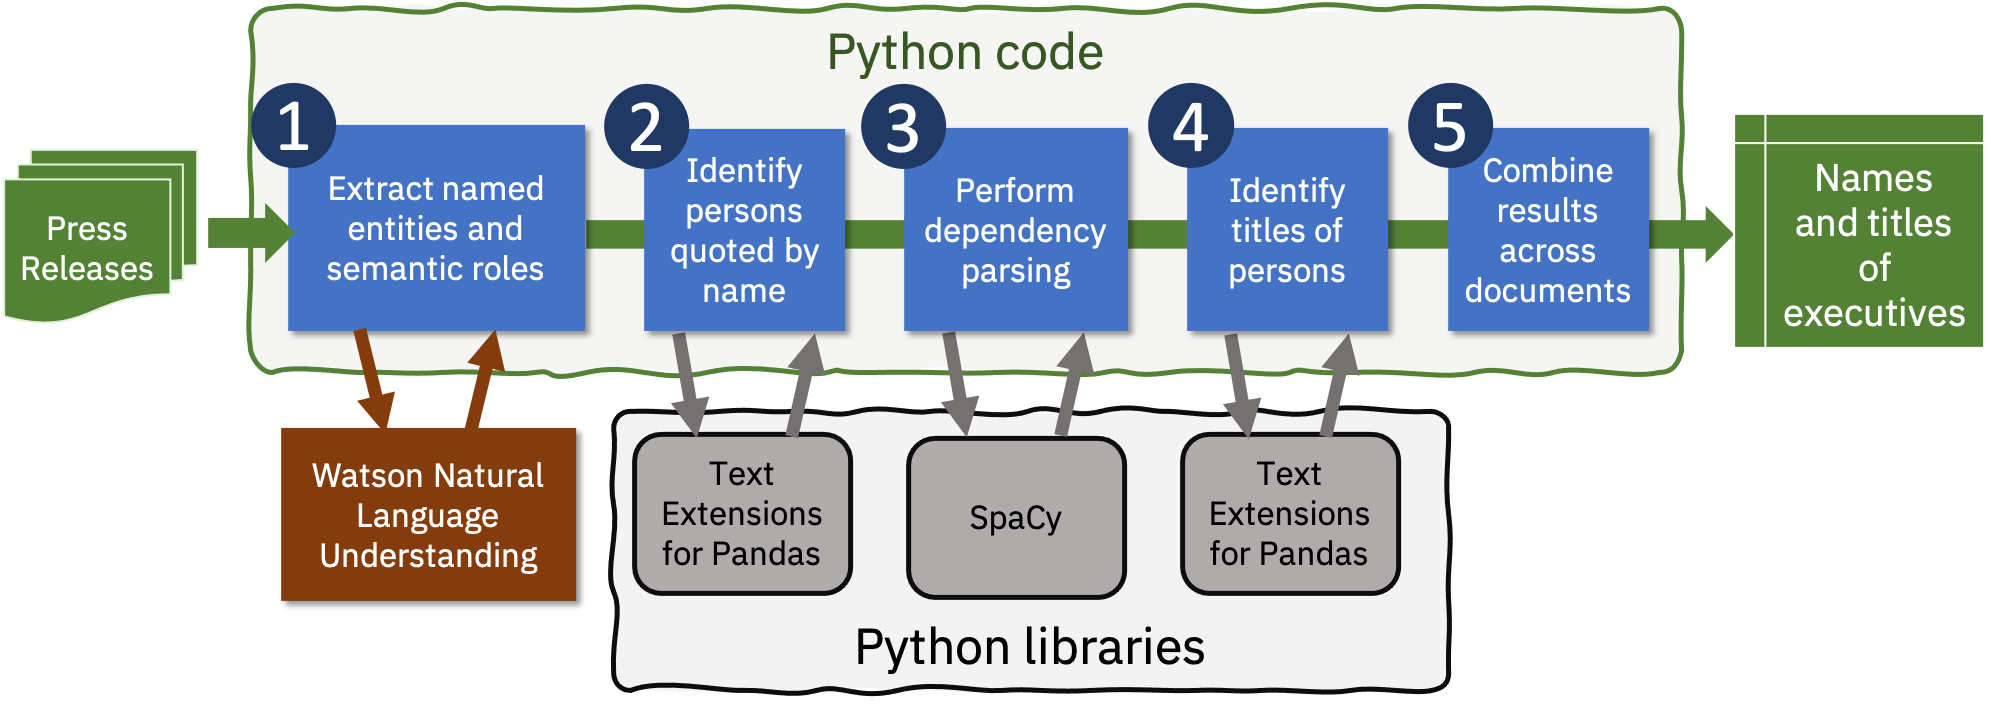 Python code
Press
Releases
1
Extract named
entities and
semantic roles
2
Identify
persons
quoted by
name
3
Perform
dependency
parsing
4
Identify
titles of
persons
5
Combine
results
across
documents
Names
and titles
of
executives
Watson Natural
Language
Understanding
Text
Extensions
for Pandas
SpaCy
Text
Extensions
for Pandas
Python libraries